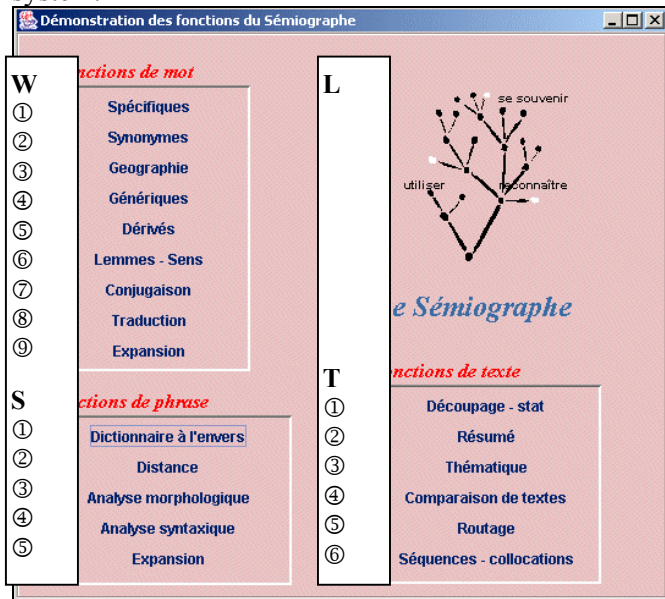 Démonstration des fonctions du Sémiographe
W
nctions de mot
① Spécifiques
② Synonymes
③ Geographie
④ Génériques
⑤ Dérivés
⑥ Lemmes - Sens
⑦ Conjugaison
⑧ Traduction
⑨ Expansion
S
ctions de phrase
① Dictionnaire à l'envers
② Distance
③ Analyse morphologique
④ Analyse syntaxique
⑤ Expansion
L
se souvenir
utiliser
reconnaître
e Sémiographe
T
nctions de texte
① Découpage - stat
② Résumé
③ Thématique
④ Comparaison de textes
⑤ Routage
⑥ Séquences - collocations